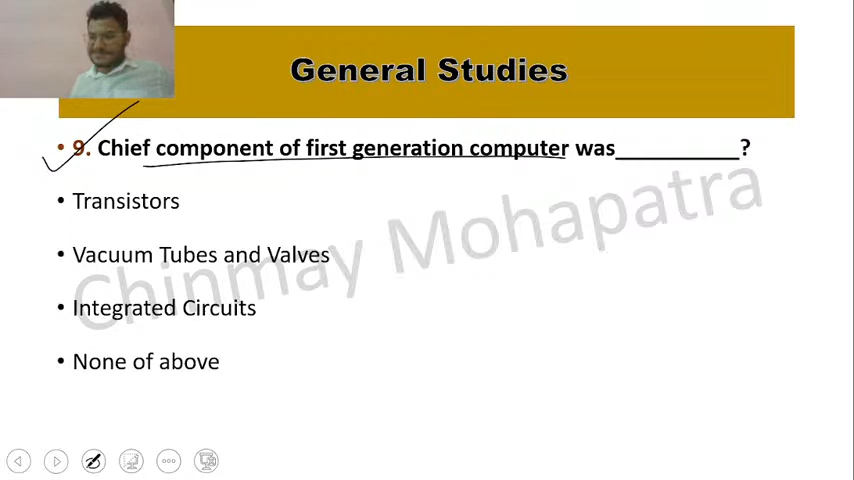 General Studies
• 9. Chief component of first generation computer was__________?
• Transistors
• Vacuum Tubes and Valves
• Integrated Circuits
• None of above
Chinmay Mohapatra